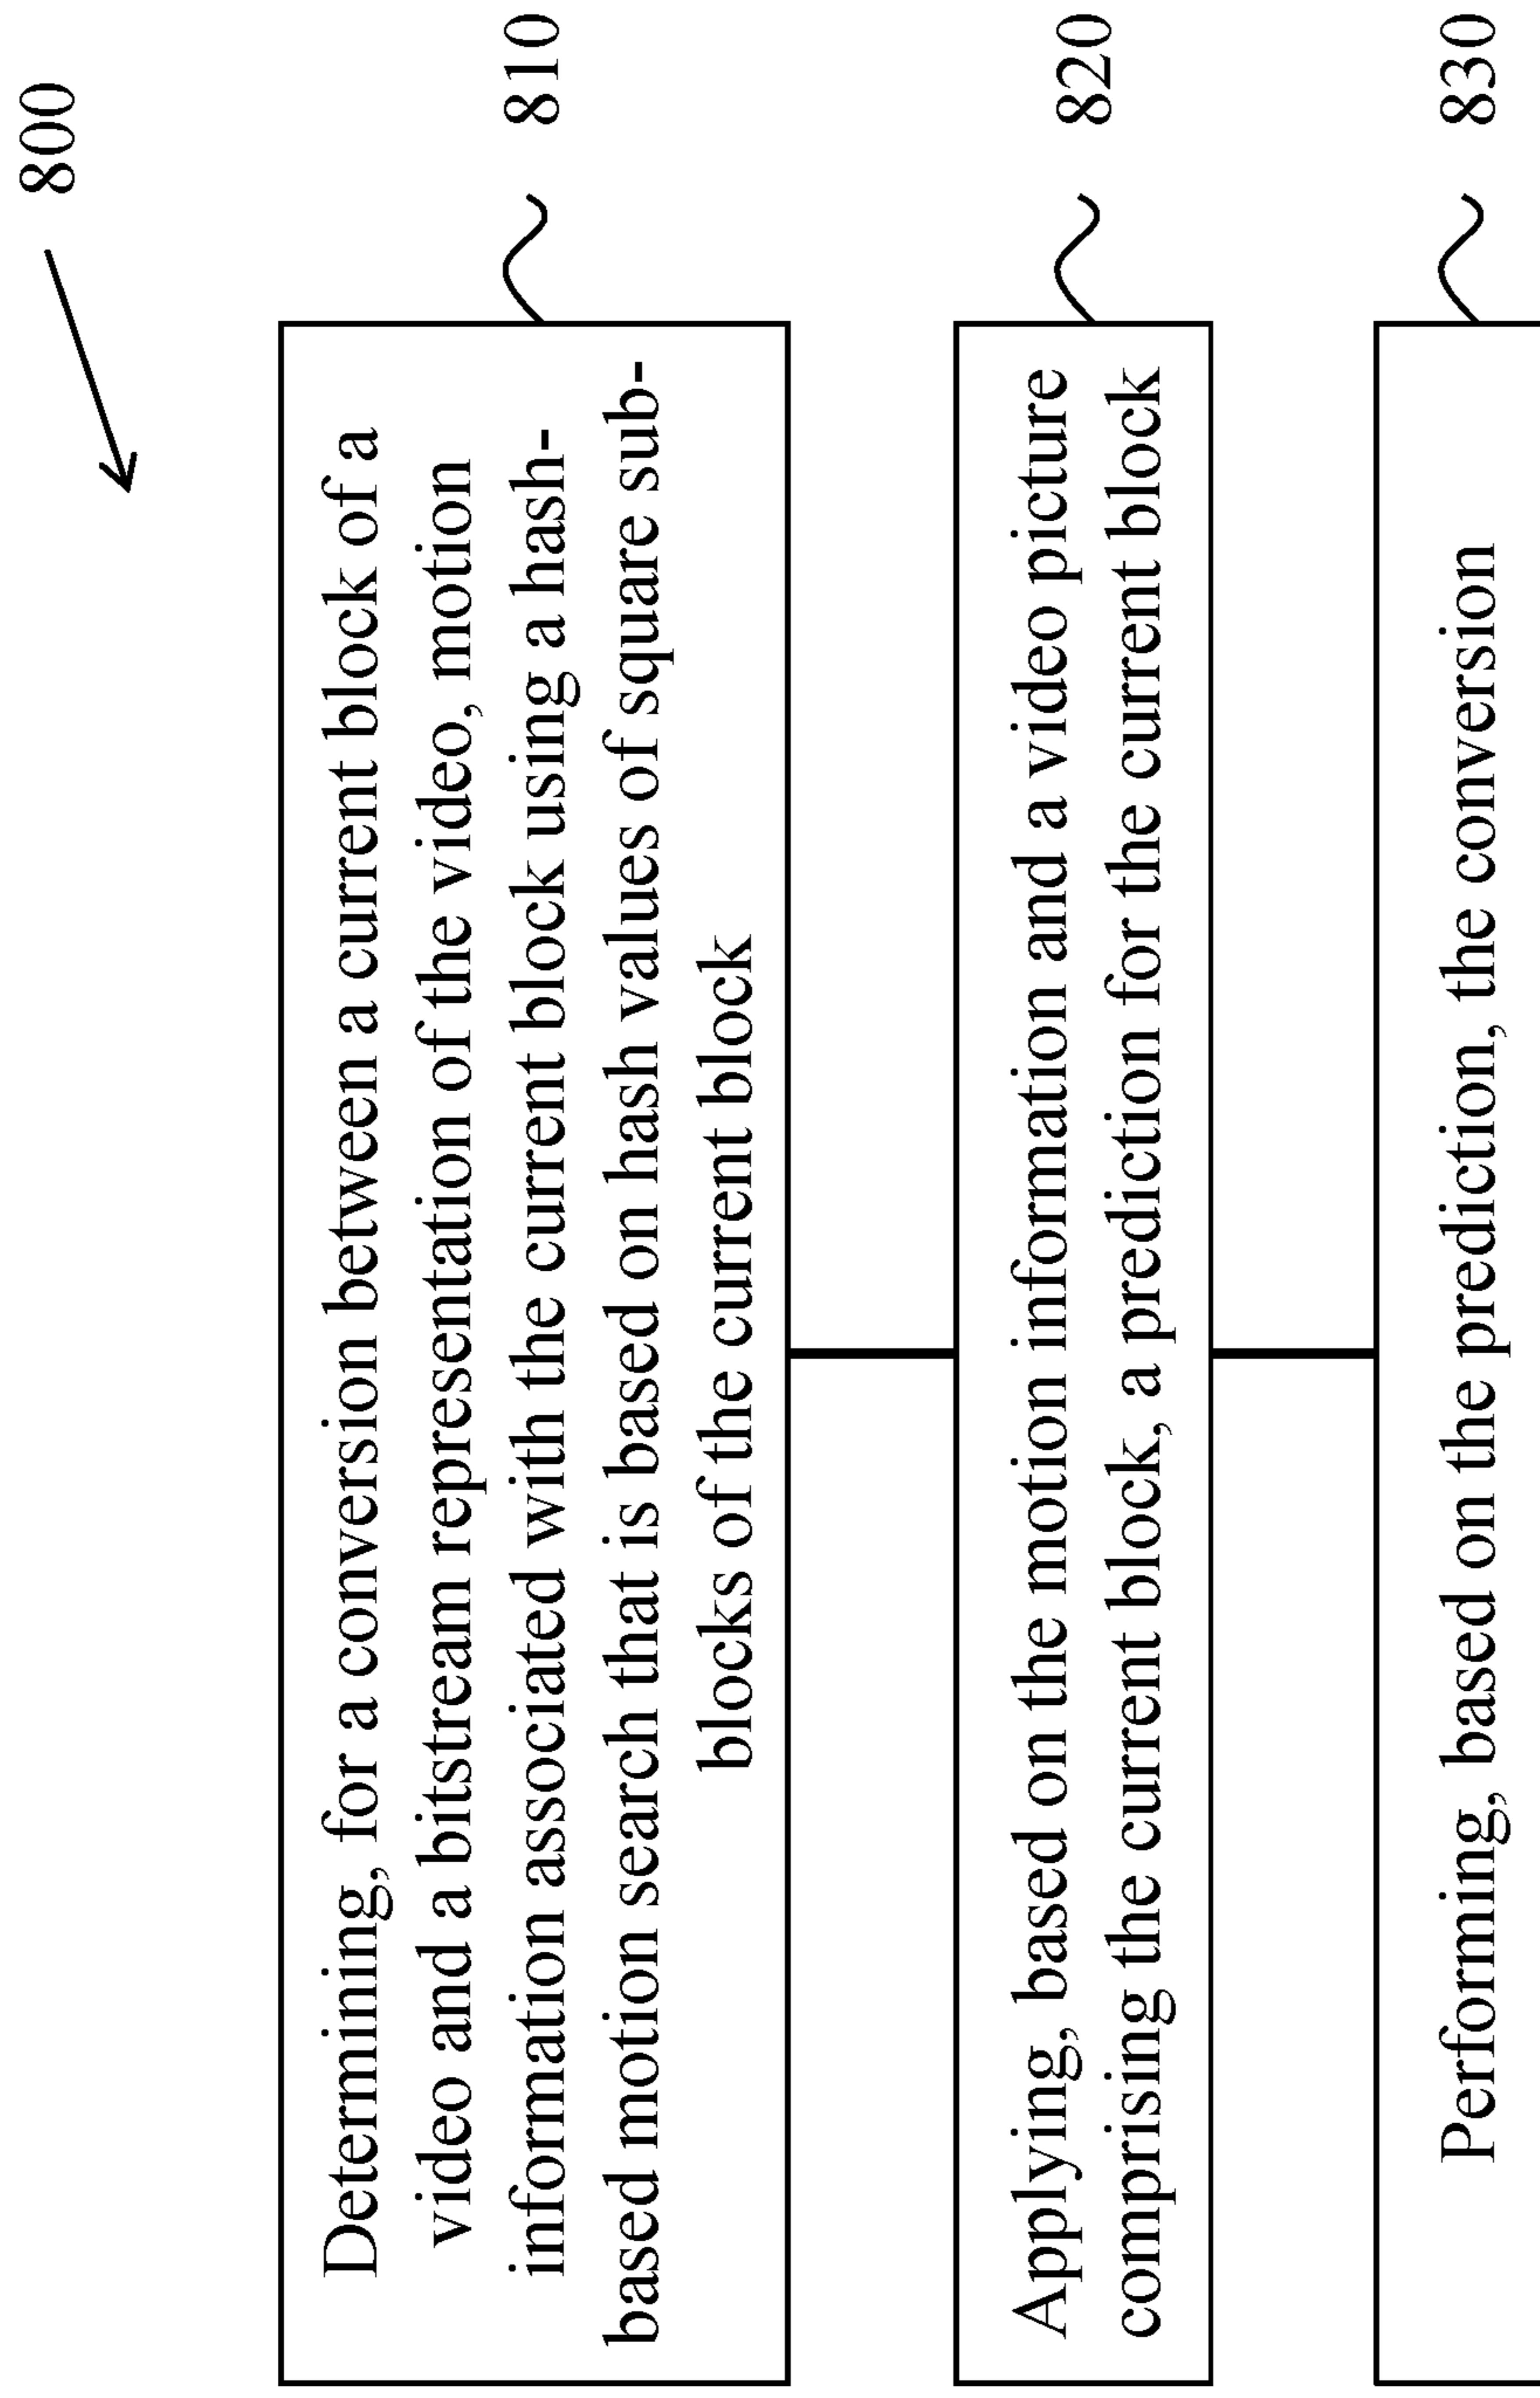 800
Determining, for a conversion between a current block of a
video and a bitstream representation of the video, motion
information associated with the current block using a hash-
based motion search that is based on hash values of square sub-
blocks of the current block
810
Applying, based on the motion information and a video picture
comprising the current block, a prediction for the current block
820
Performing, based on the prediction, the conversion
830